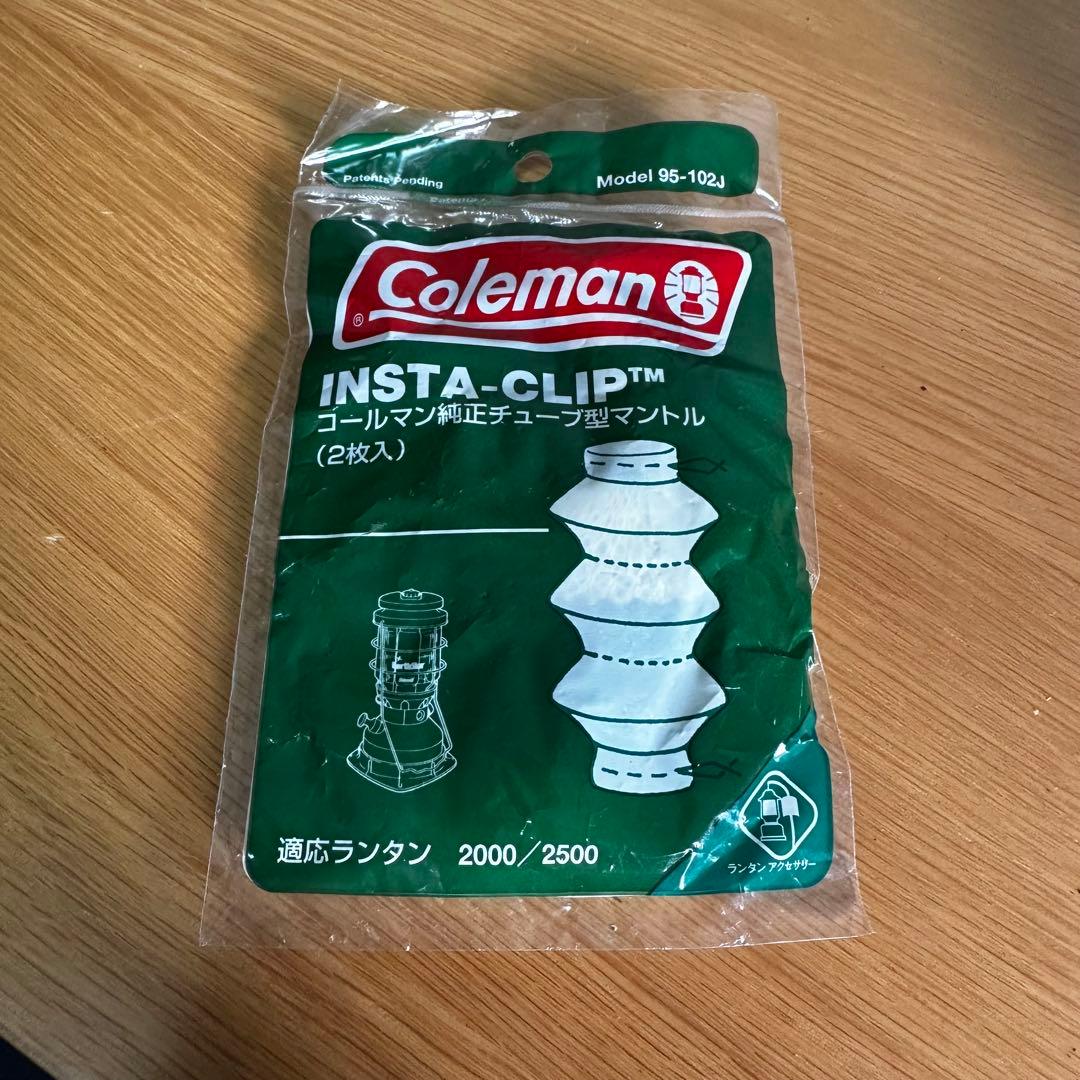 Patents Pending
Model 95-102J
Coleman
®
INSTA-CLIP™
コールマン純正チューブ型マントル
(2枚入)
適応ランタン 2000/2500
ランタンアクセサリー